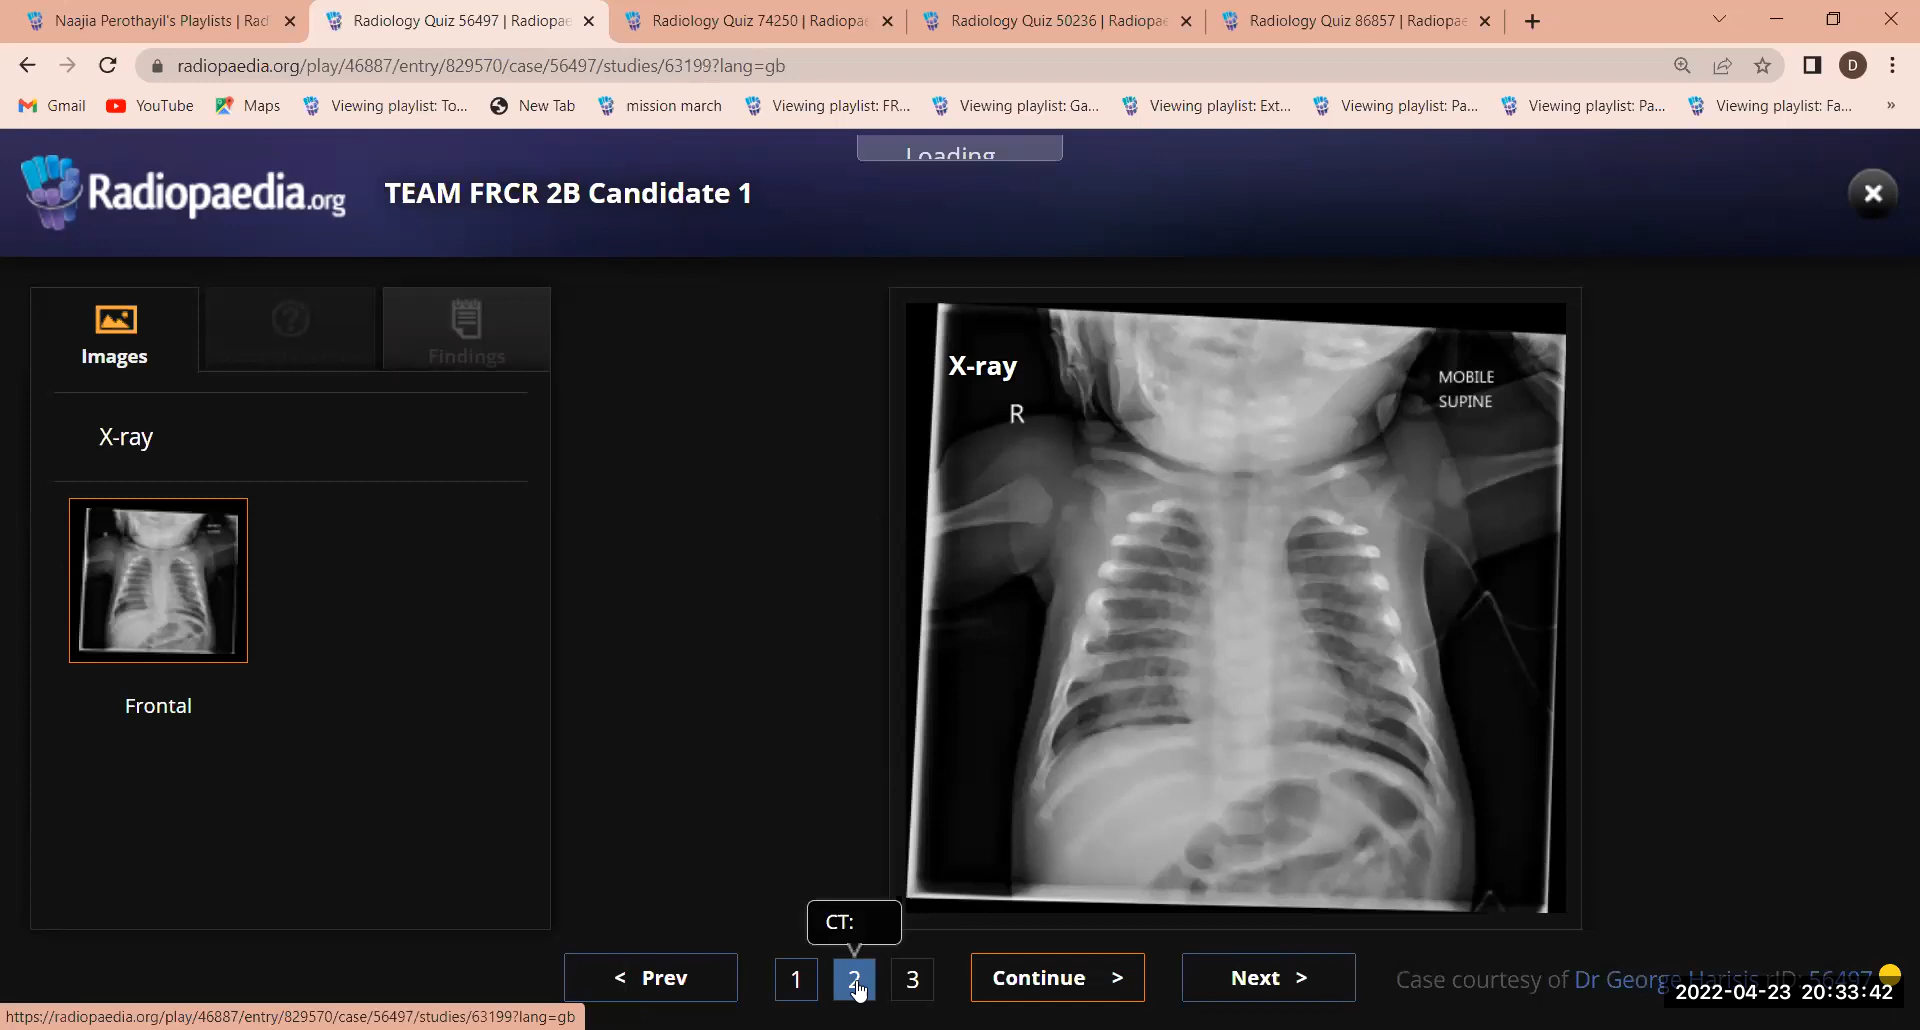 Naajia Perothayil's Playlists | Rad
Radiology Quiz 56497 | Radiopae
Radiology Quiz 74250 | Radiopae
Radiology Quiz 50236 | Radiopae
Radiology Quiz 86857 | Radiopae
radiopaedia.org/play/46887/entry/829570/case/56497/studies/63199?lang=gb
D
Gmail
YouTube
Maps
Viewing playlist: To...
New Tab
mission march
Viewing playlist: FR...
Viewing playlist: Ga...
Viewing playlist: Ext...
Viewing playlist: Pa...
Viewing playlist: Pa...
Viewing playlist: Fa...
»
Loading
Radiopaedia.org
TEAM FRCR 2B Candidate 1
Images
Findings
X-ray
Frontal
X-ray
R
MOBILE
SUPINE
CT:
< Prev
1
2
3
Continue >
Next >
Case courtesy of Dr George Harisis rID: 56497
2022-04-23 20:33:42
https://radiopaedia.org/play/46887/entry/829570/case/56497/studies/63199?lang=gb